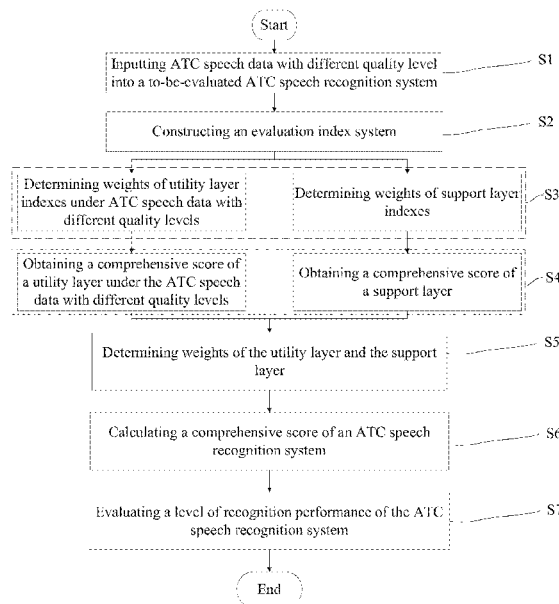 Start
Inputting ATC speech data with different quality level
into a to-be-evaluated ATC speech recognition system
S1
Constructing an evaluation index system
S2
Determining weights of utility layer
indexes under ATC speech data with
different quality levels
Determining weights of support layer
indexes
S3
Obtaining a comprehensive score of
a utility layer under the ATC speech
data with different quality levels
Obtaining a comprehensive score of
a support layer
S4
Determining weights of the utility layer and the support
layer
S5
Calculating a comprehensive score of an ATC speech
recognition system
S6
Evaluating a level of recognition performance of the ATC
speech recognition system
S7
End